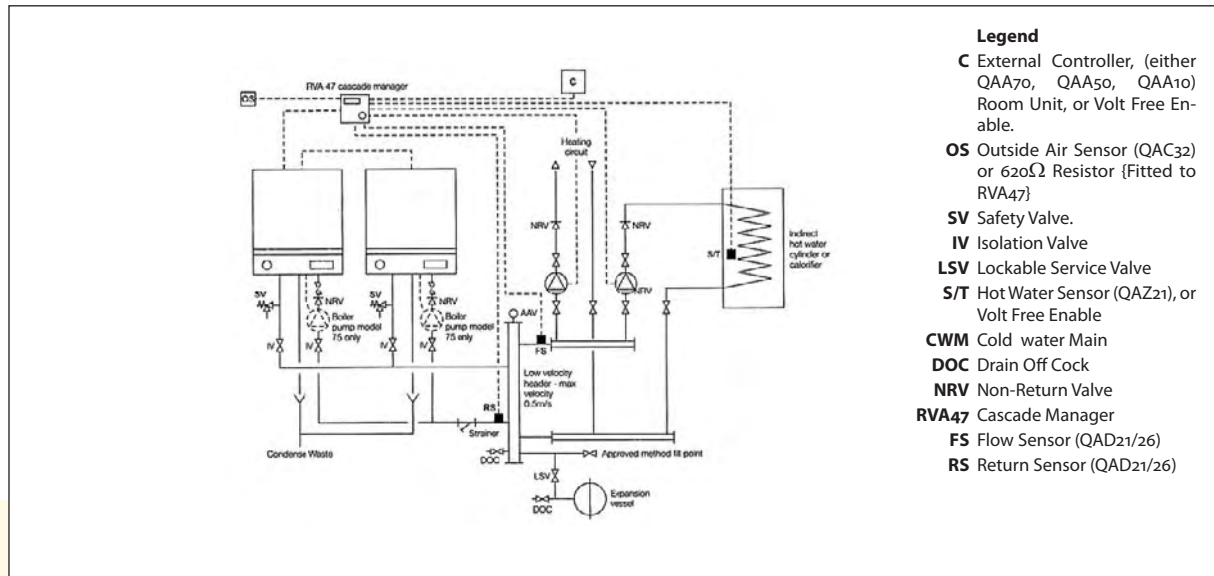 RVA 47 cascade manager
OS
C
Heating
circuit
NRV
NRV
S/T
Indirect
hot water
cylinder or
calorifier
SV
NRV
Boiler
pump model
75 only
IV
IV
SV
NRV
Boiler
pump model
75 only
IV
IV
AAV
NRV
FS
Low velocity
header - max
velocity
0.5m/s
RS
Strainer
Condense Waste
DOC
Approved method fill point
LSV
DOC
Expansion
vessel
Legend
C External Controller, (either
QAA70, QAA50, QAA10)
Room Unit, or Volt Free En-
able.
OS Outside Air Sensor (QAC32)
or 620Ω Resistor {Fitted to
RVA47}
SV Safety Valve.
IV Isolation Valve
LSV Lockable Service Valve
S/T Hot Water Sensor (QAZ21), or
Volt Free Enable
CWM Cold water Main
DOC Drain Off Cock
NRV Non-Return Valve
RVA47 Cascade Manager
FS Flow Sensor (QAD21/26)
RS Return Sensor (QAD21/26)